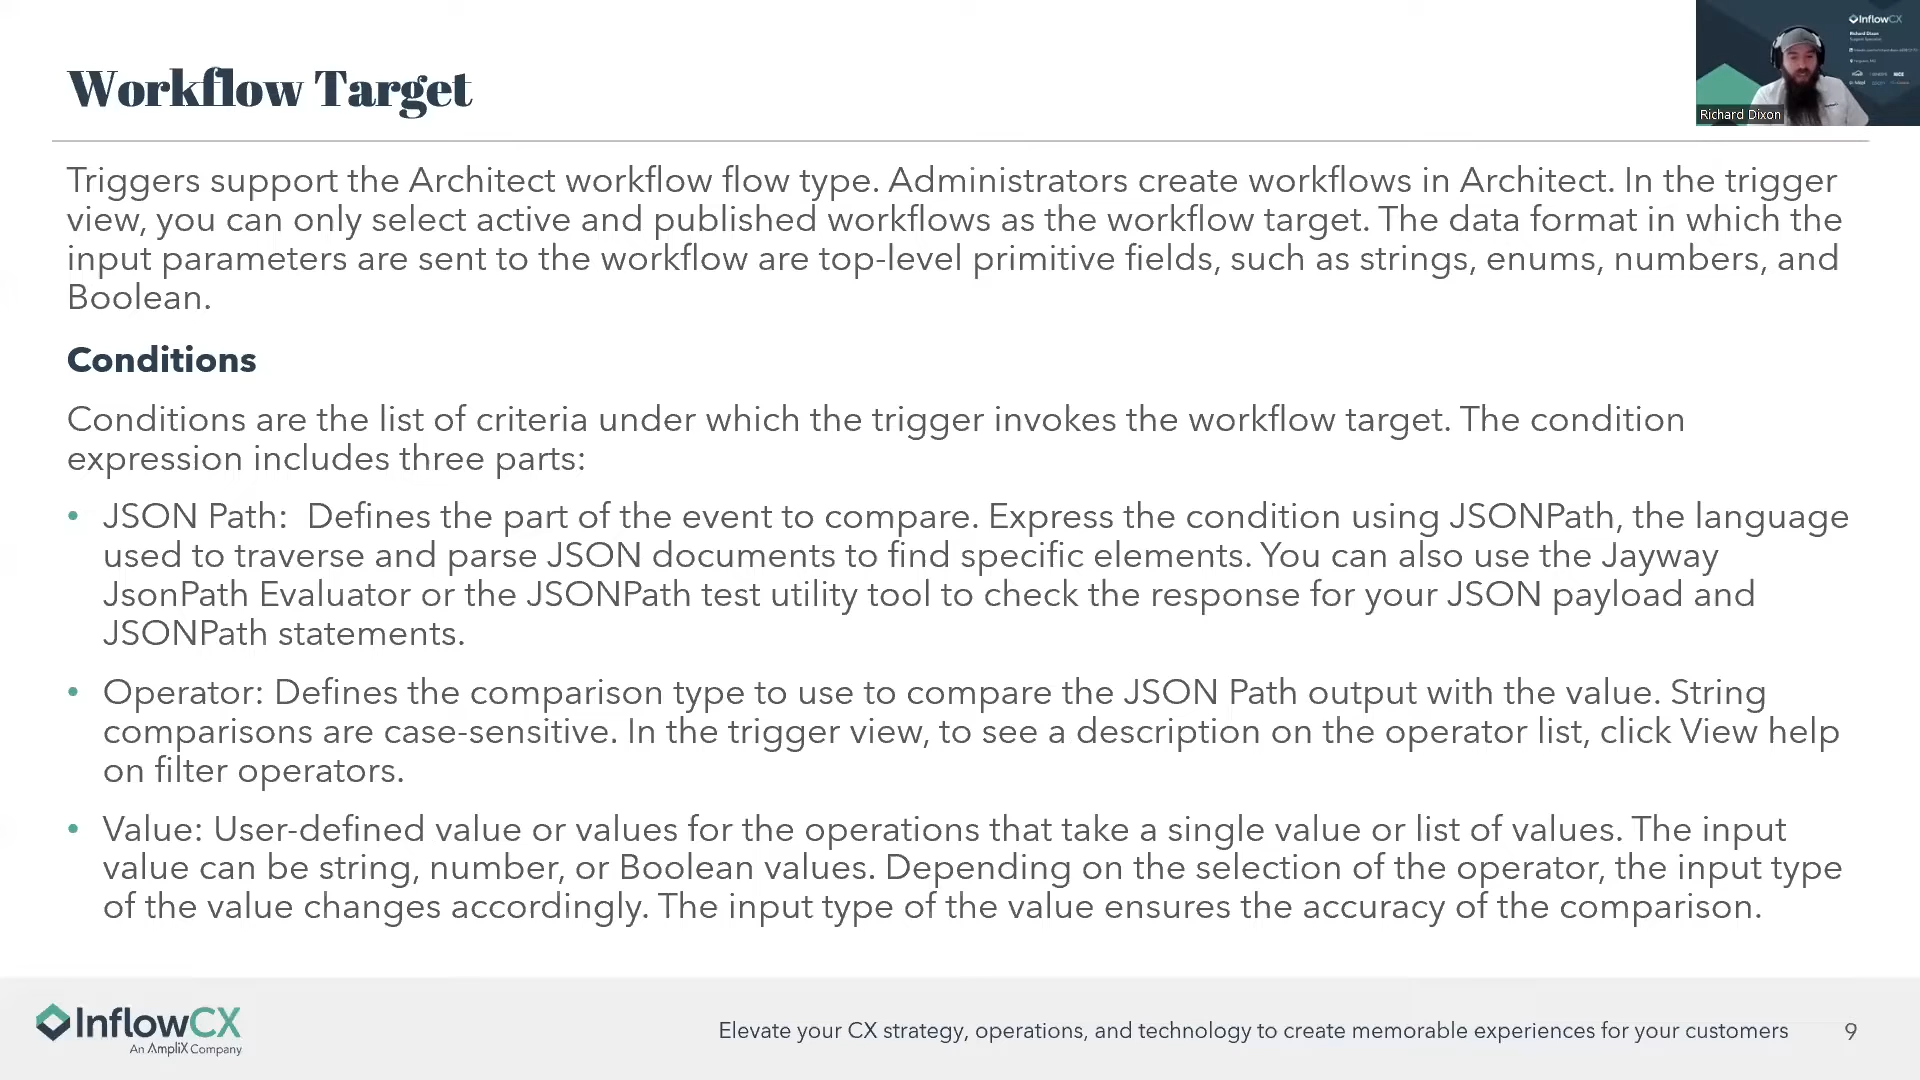 Workflow Target
InflowCX
Richard Dixon
Richard Dixon
Triggers support the Architect workflow flow type. Administrators create workflows in Architect. In the trigger
view, you can only select active and published workflows as the workflow target. The data format in which the
input parameters are sent to the workflow are top-level primitive fields, such as strings, enums, numbers, and
Boolean.
Conditions
Conditions are the list of criteria under which the trigger invokes the workflow target. The condition
expression includes three parts:
• JSON Path:  Defines the part of the event to compare. Express the condition using JSONPath, the language
used to traverse and parse JSON documents to find specific elements. You can also use the Jayway
JsonPath Evaluator or the JSONPath test utility tool to check the response for your JSON payload and
JSONPath statements.
• Operator: Defines the comparison type to use to compare the JSON Path output with the value. String
comparisons are case-sensitive. In the trigger view, to see a description on the operator list, click View help
on filter operators.
• Value: User-defined value or values for the operations that take a single value or list of values. The input
value can be string, number, or Boolean values. Depending on the selection of the operator, the input type
of the value changes accordingly. The input type of the value ensures the accuracy of the comparison.
InflowCX
An AmpliX Company
Elevate your CX strategy, operations, and technology to create memorable experiences for your customers
9